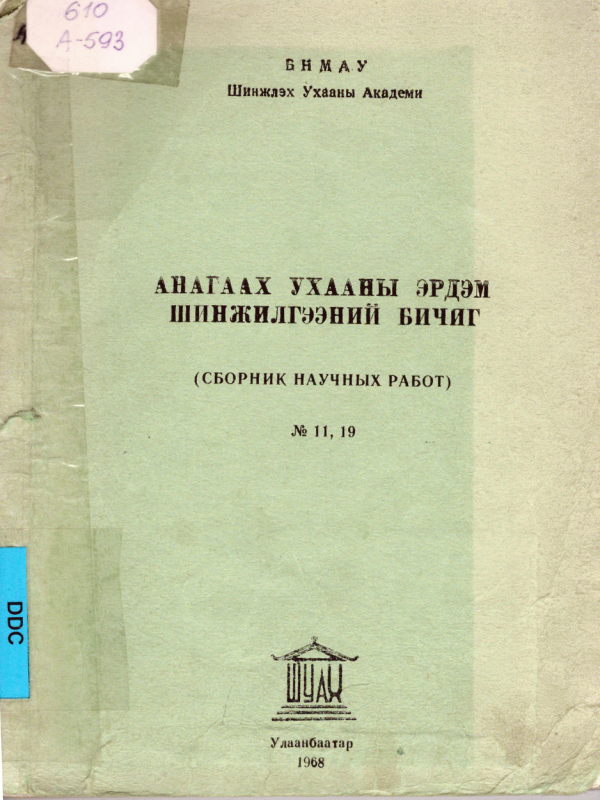 610
А-593
БНМАУ
Шинжлэх Ухааны Академи
АНАГААХ УХААНЫ ЭРДЭМ
ШИНЖИЛГЭЭНИЙ БИЧИГ
(СБОРНИК НАУЧНЫХ РАБОТ)
№ 11, 19
DDC
ШУАХ
Улаанбаатар
1968